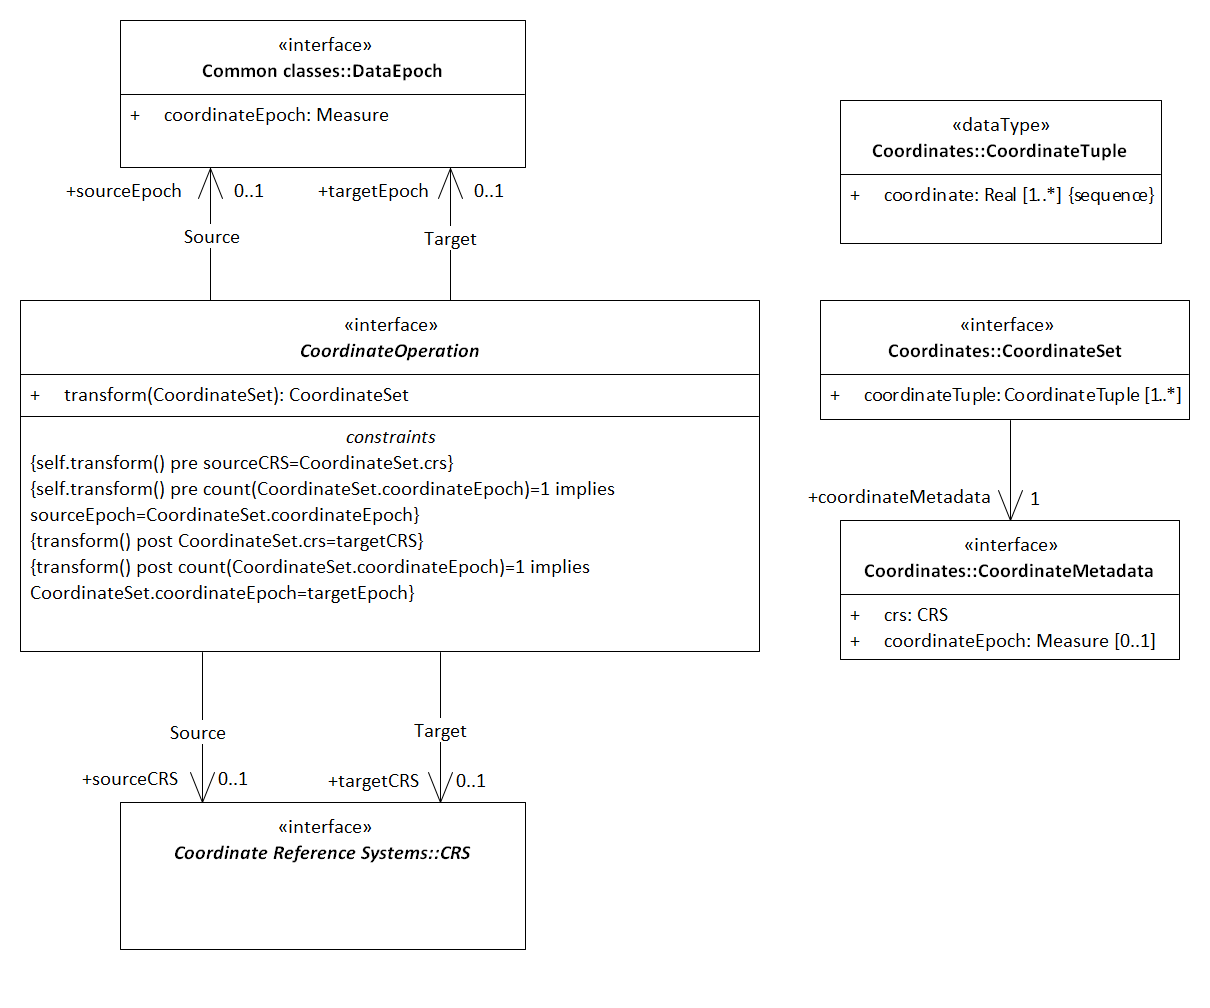 «interface»
Common classes::DataEpoch
+ coordinateEpoch: Measure
+sourceEpoch 0..1 +targetEpoch 0..1
Source Target
«interface»
CoordinateOperation
+ transform(CoordinateSet): CoordinateSet
constraints
{self.transform() pre sourceCRS=CoordinateSet.crs}
{self.transform() pre count(CoordinateSet.coordinateEpoch)=1 implies
sourceEpoch=CoordinateSet.coordinateEpoch}
{transform() post CoordinateSet.crs=targetCRS}
{transform() post count(CoordinateSet.coordinateEpoch)=1 implies
CoordinateSet.coordinateEpoch=targetEpoch}
Source Target
+sourceCRS 0..1 +targetCRS 0..1
«interface»
Coordinate Reference Systems::CRS
«dataType»
Coordinates::CoordinateTuple
+ coordinate: Real [1..*] {sequence}
«interface»
Coordinates::CoordinateSet
+ coordinateTuple: CoordinateTuple [1..*]
+coordinateMetadata 1
«interface»
Coordinates::CoordinateMetadata
+ crs: CRS
+ coordinateEpoch: Measure [0..1]